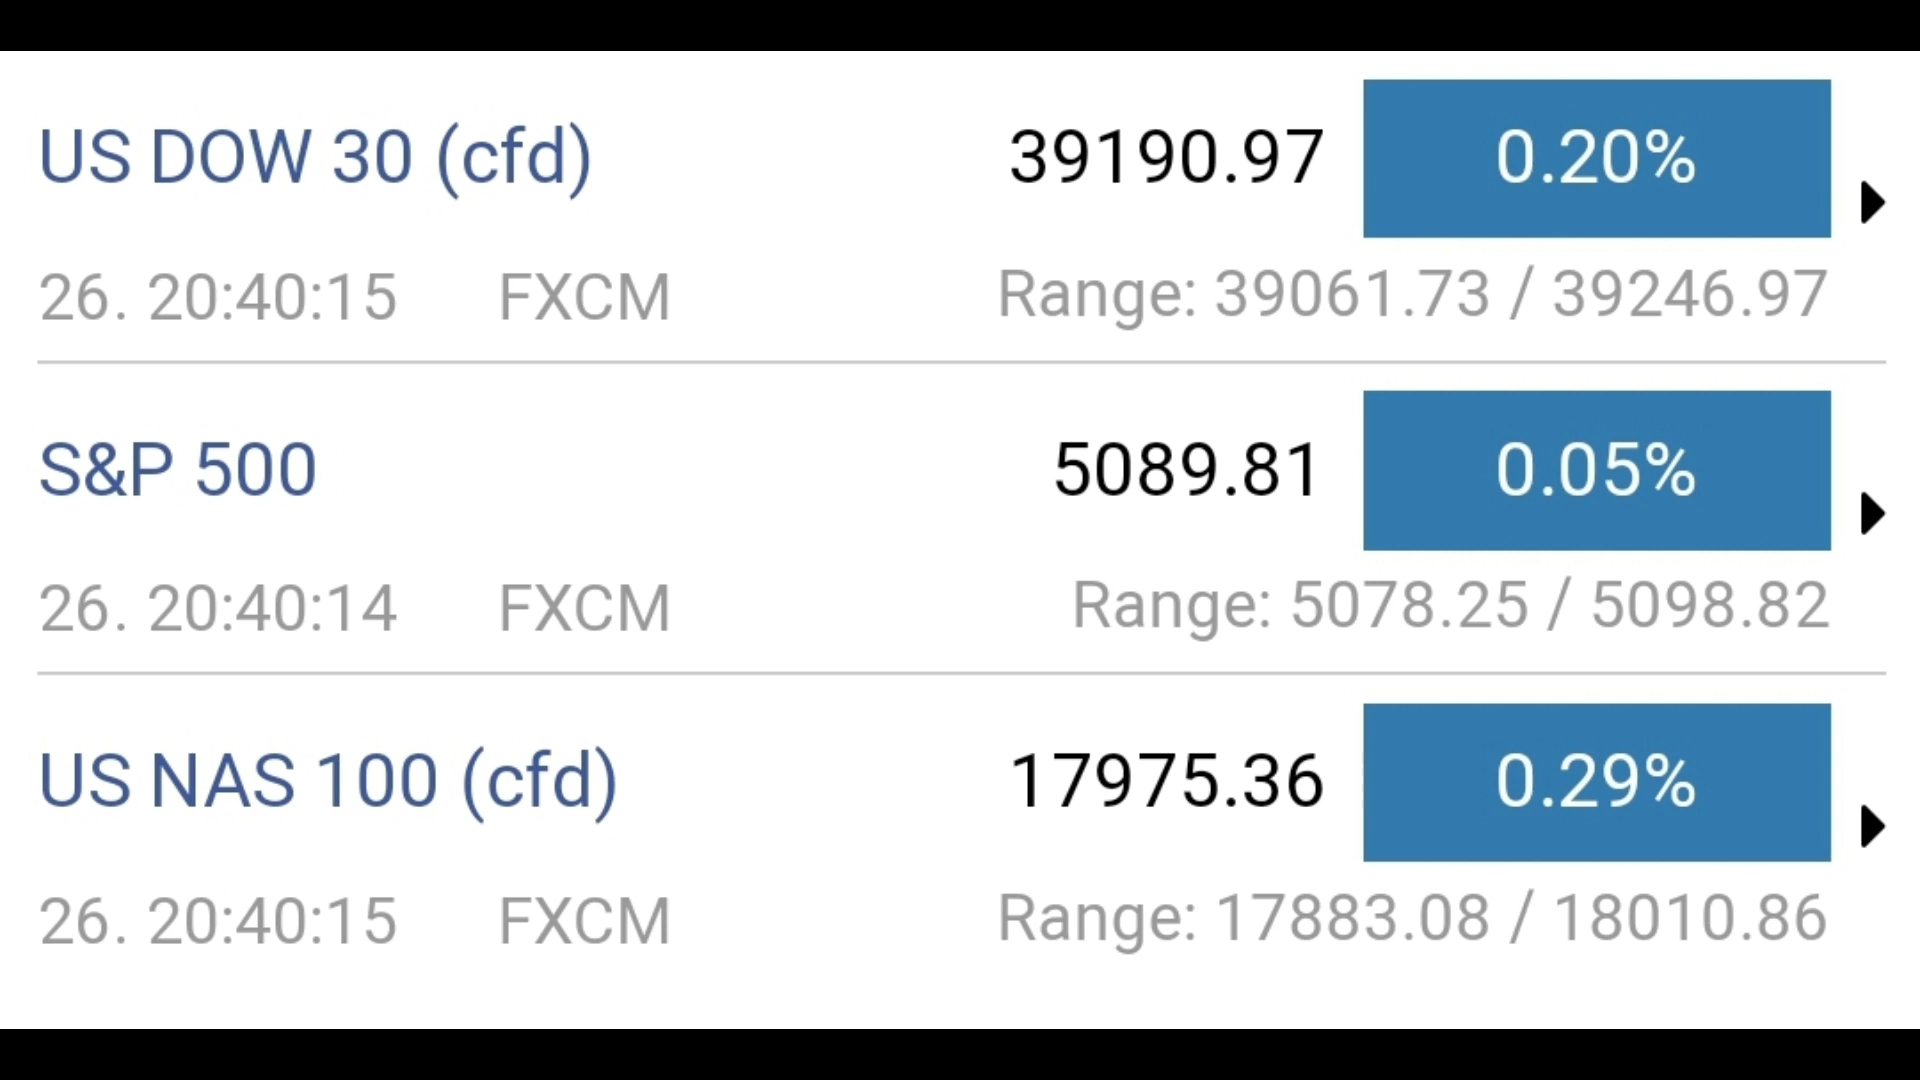 US DOW 30 (cfd) 39190.97 0.20%
26. 20:40:15 FXCM Range: 39061.73 / 39246.97
S&P 500 5089.81 0.05%
26. 20:40:14 FXCM Range: 5078.25 / 5098.82
US NAS 100 (cfd) 17975.36 0.29%
26. 20:40:15 FXCM Range: 17883.08 / 18010.86